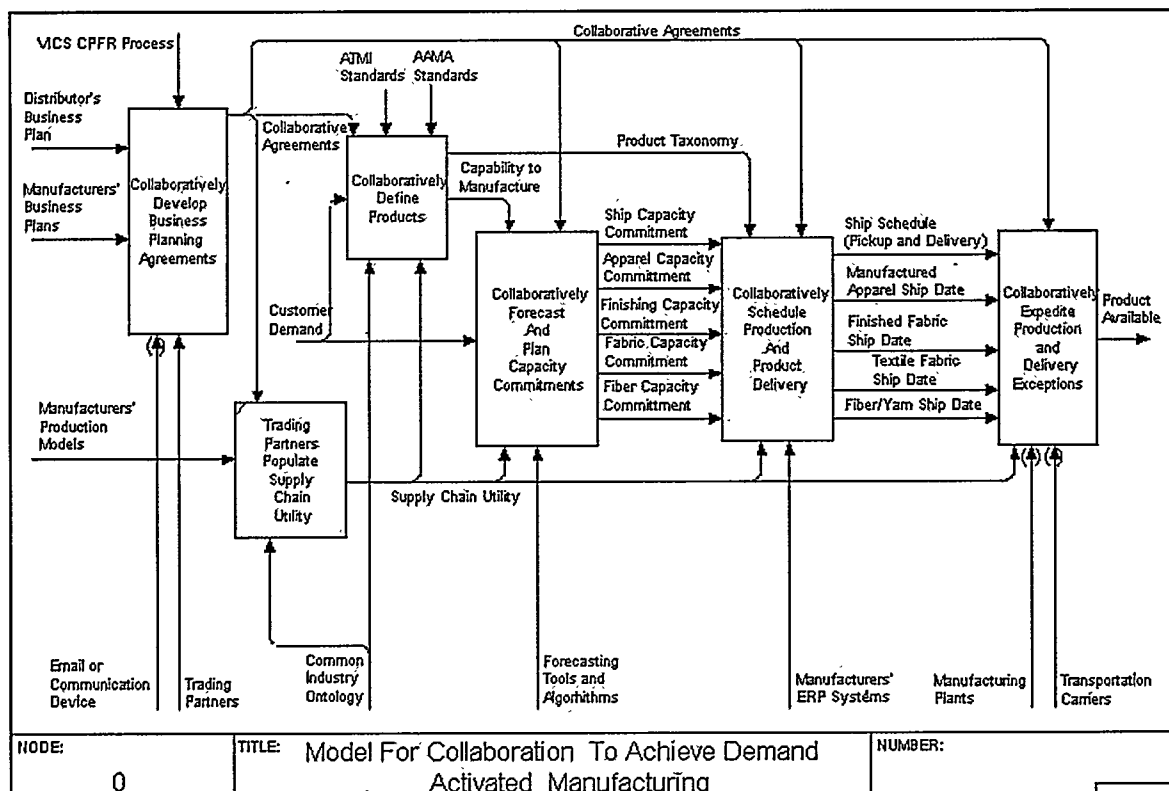 VICS CPFR Process
Collaborative Agreements
ATMI
Standards
AAMA
Standards
Distributor's
Business
Plan
Manufacturers'
Business
Plans
Collaboratively
Develop
Business
Planning
Agreements
Collaborative
Agreements
Collaboratively
Define
Products
Product Taxonomy
Capability to
Manufacture
Customer
Demand
Collaboratively
Forecast
And
Plan
Capacity
Commitments
Ship Capacity
Commitment
Apparel Capacity
Committment
Finishing Capacity
Committment
Fabric Capacity
Commitment
Fiber Capacity
Committment
Collaboratively
Schedule
Production
And
Product
Delivery
Ship Schedule
(Pickup and Delivery)
Manufactured
Apparel Ship Date
Finished Fabric
Ship Date
Textile Fabric
Ship Date
Fiber/Yarn Ship Date
Collaboratively
Expedite
Production
and
Delivery
Exceptions
Product
Available
Manufacturers'
Production
Models
Trading
Partners
Populate
Supply
Chain
Utility
Supply Chain Utility
Email or
Communication
Device
Trading
Partners
Common
Industry
Ontology
Forecasting
Tools and
Algorithms
Manufacturers'
ERP Systems
Manufacturing
Plants
Transportation
Carriers
NODE:
0
TITLE: Model For Collaboration To Achieve Demand
Activated Manufacturing
NUMBER: